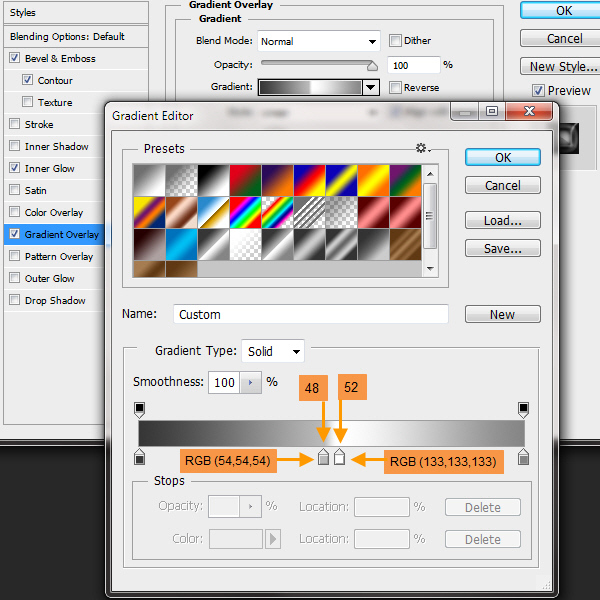 Styles
Blending Options: Default
Bevel & Emboss
Contour
Texture
Stroke
Inner Shadow
Inner Glow
Satin
Color Overlay
Gradient Overlay
Pattern Overlay
Outer Glow
Drop Shadow
Gradient Overlay
Gradient
Blend Mode: Normal
Dither
Opacity: 100 %
Gradient:
Reverse
OK
Cancel
New Style...
Preview
Gradient Editor
Presets
OK
Cancel
Load...
Save...
Name: Custom
New
Gradient Type: Solid
Smoothness: 100 %
48
52
RGB (54,54,54)
RGB (133,133,133)
Stops
Opacity: %
Location: %
Delete
Color:
Location: %
Delete